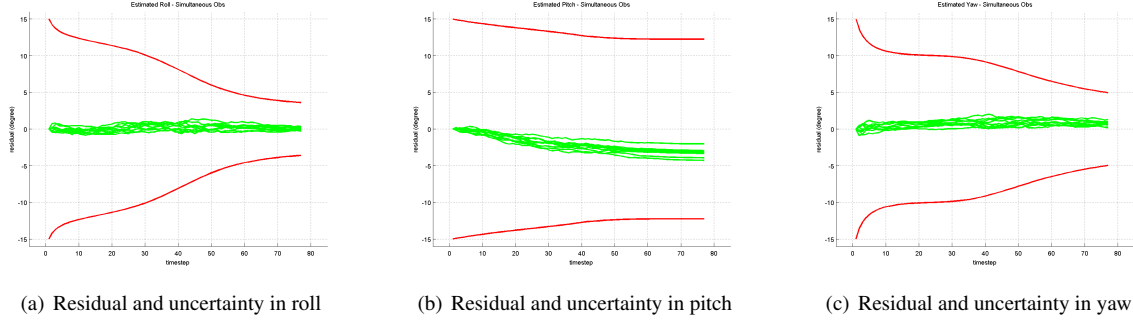 Estimated Roll - Simultaneous Obs
15
10
5
0
-5
-10
-15
residual (degree)
0 10 20 30 40 50 60 70 80
timestep
(a) Residual and uncertainty in roll
Estimated Pitch - Simultaneous Obs
15
10
5
0
-5
-10
-15
residual (degree)
0 10 20 30 40 50 60 70 80
timestep
(b) Residual and uncertainty in pitch
Estimated Yaw - Simultaneous Obs
15
10
5
0
-5
-10
-15
residual (degree)
0 10 20 30 40 50 60 70 80
timestep
(c) Residual and uncertainty in yaw